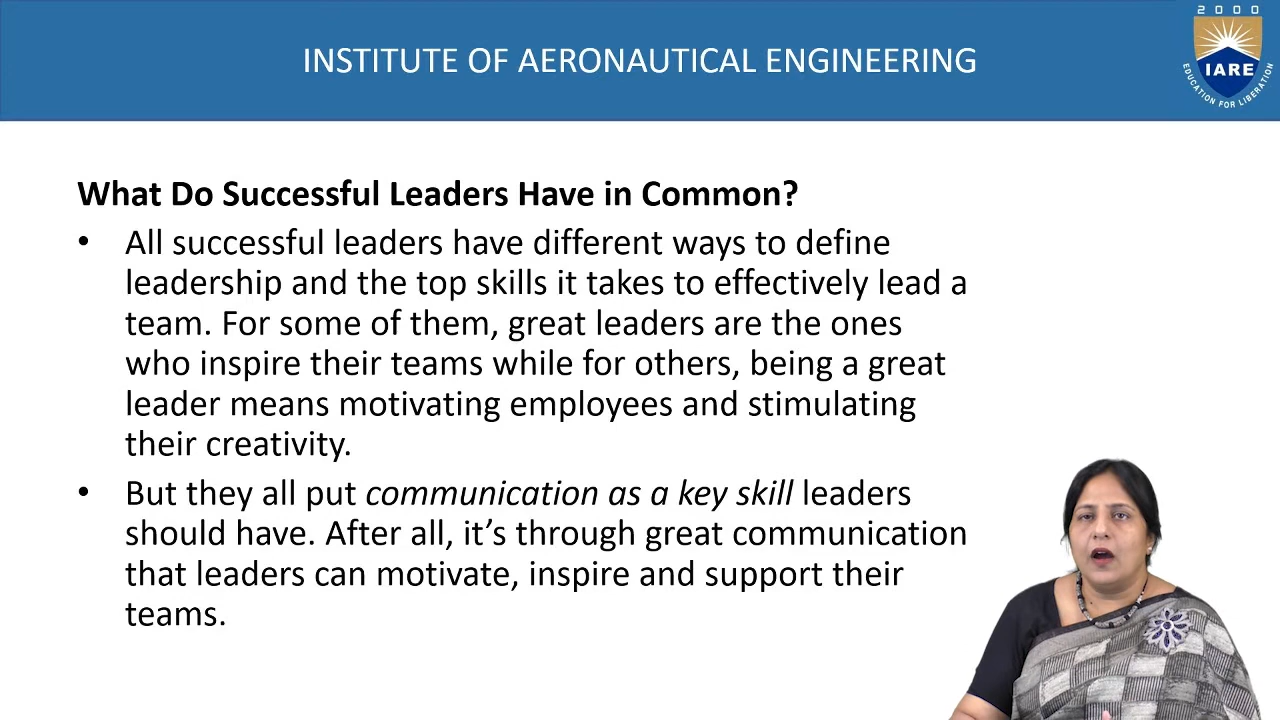 2 0 0 0
INSTITUTE OF AERONAUTICAL ENGINEERING
IARE
EDUCATION FOR LIBERATION
What Do Successful Leaders Have in Common?
• All successful leaders have different ways to define
leadership and the top skills it takes to effectively lead a
team. For some of them, great leaders are the ones
who inspire their teams while for others, being a great
leader means motivating employees and stimulating
their creativity.
• But they all put communication as a key skill leaders
should have. After all, it’s through great communication
that leaders can motivate, inspire and support their
teams.